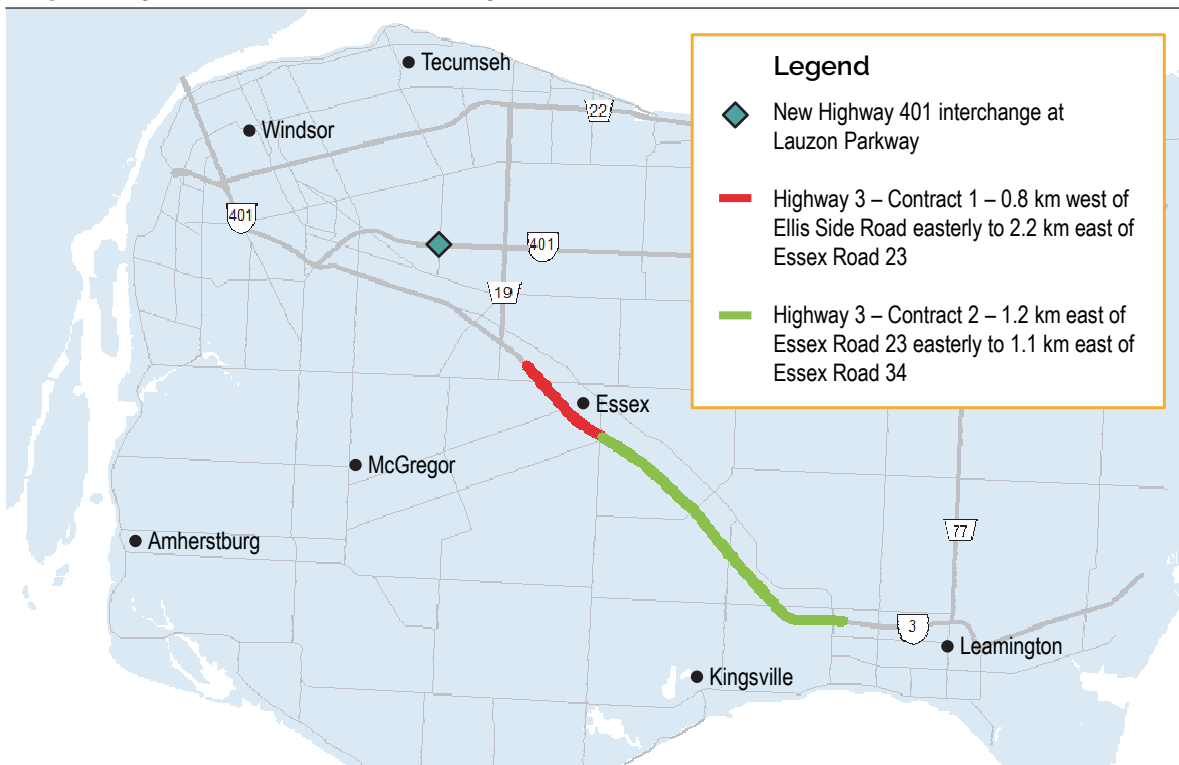 Legend
New Highway 401 interchange at
Lauzon Parkway
Highway 3 – Contract 1 – 0.8 km west of
Ellis Side Road easterly to 2.2 km east of
Essex Road 23
Highway 3 – Contract 2 – 1.2 km east of
Essex Road 23 easterly to 1.1 km east of
Essex Road 34
Tecumseh
22
Windsor
401
401
19
Essex
McGregor
77
Amherstburg
3
Leamington
Kingsville